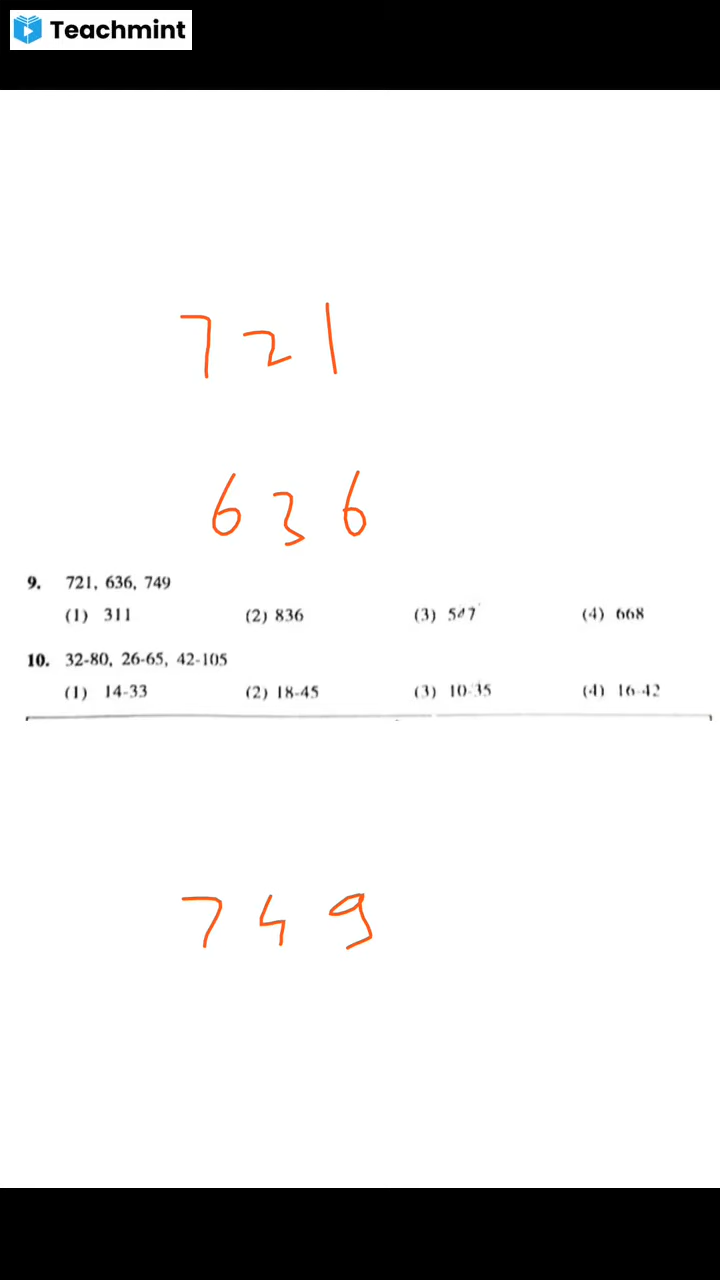 Teachmint
721
636
9. 721, 636, 749
(1) 311 (2) 836 (3) (4) 668
10. 32-80, 26-65, 42-105
(1) 14-33 (2) 18-45 (3) 10-35 (4) 16-42
749